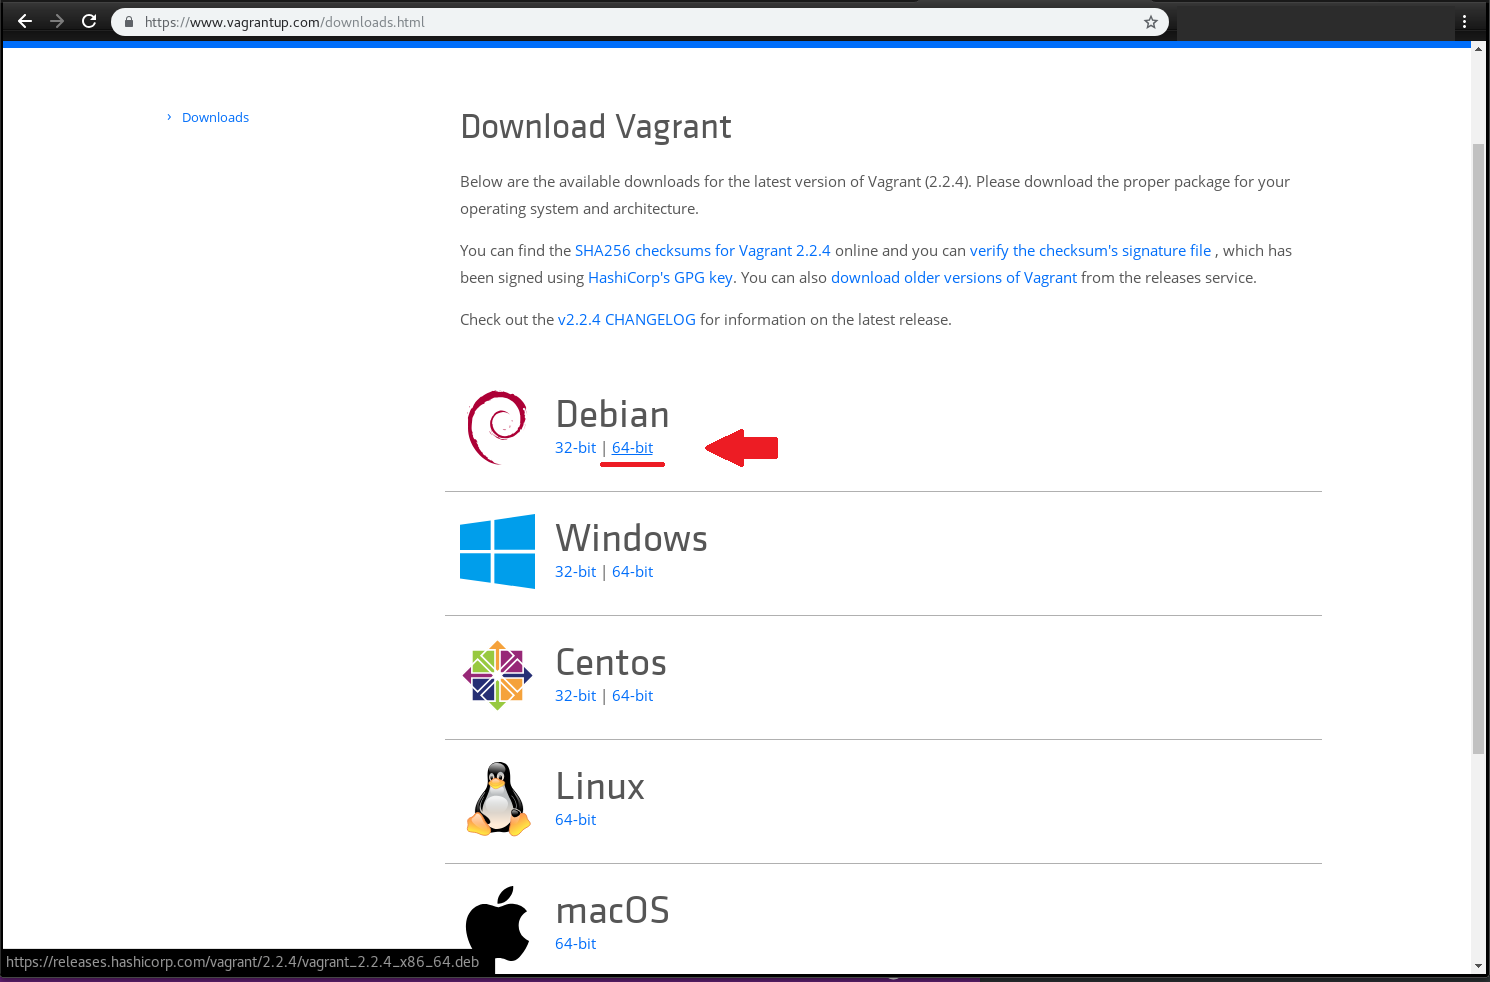 https://www.vagrantup.com/downloads.html
› Downloads
Download Vagrant
Below are the available downloads for the latest version of Vagrant (2.2.4). Please download the proper package for your
operating system and architecture.
You can find the SHA256 checksums for Vagrant 2.2.4 online and you can verify the checksum's signature file , which has
been signed using HashiCorp's GPG key. You can also download older versions of Vagrant from the releases service.
Check out the v2.2.4 CHANGELOG for information on the latest release.
Debian
32-bit | 64-bit
Windows
32-bit | 64-bit
Centos
32-bit | 64-bit
Linux
64-bit
macOS
64-bit
https://releases.hashicorp.com/vagrant/2.2.4/vagrant_2.2.4_x86_64.deb